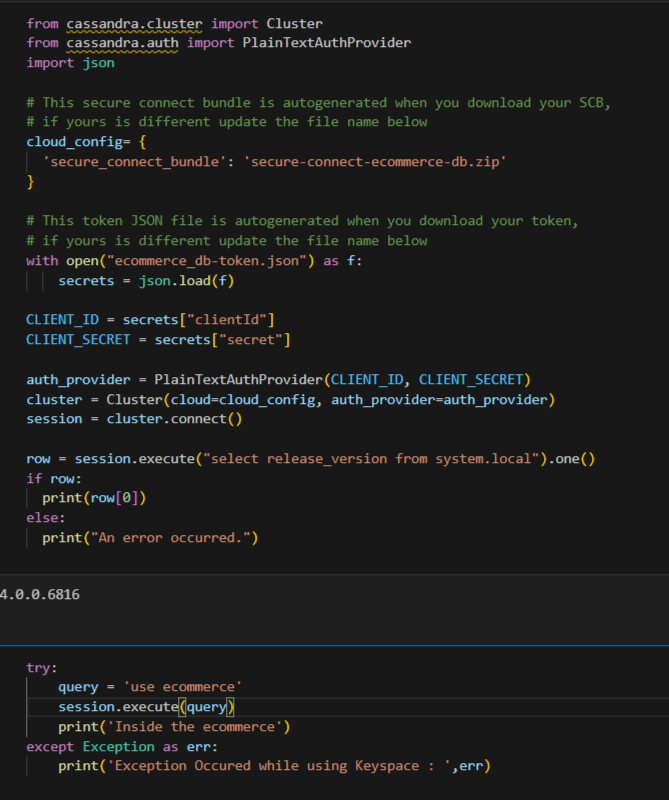 from cassandra.cluster import Cluster
from cassandra.auth import PlainTextAuthProvider
import json
# This secure connect bundle is autogenerated when you download your SCB,
# if yours is different update the file name below
cloud_config= {
  'secure_connect_bundle': 'secure-connect-ecommerce-db.zip'
}
# This token JSON file is autogenerated when you download your token,
# if yours is different update the file name below
with open("ecommerce_db-token.json") as f:
    secrets = json.load(f)
CLIENT_ID = secrets["clientId"]
CLIENT_SECRET = secrets["secret"]
auth_provider = PlainTextAuthProvider(CLIENT_ID, CLIENT_SECRET)
cluster = Cluster(cloud=cloud_config, auth_provider=auth_provider)
session = cluster.connect()
row = session.execute("select release_version from system.local").one()
if row:
  print(row[0])
else:
  print("An error occurred.")
4.0.0.6816
try:
    query = 'use ecommerce'
    session.execute(query)
    print('Inside the ecommerce')
except Exception as err:
    print('Exception Occured while using Keyspace : ',err)